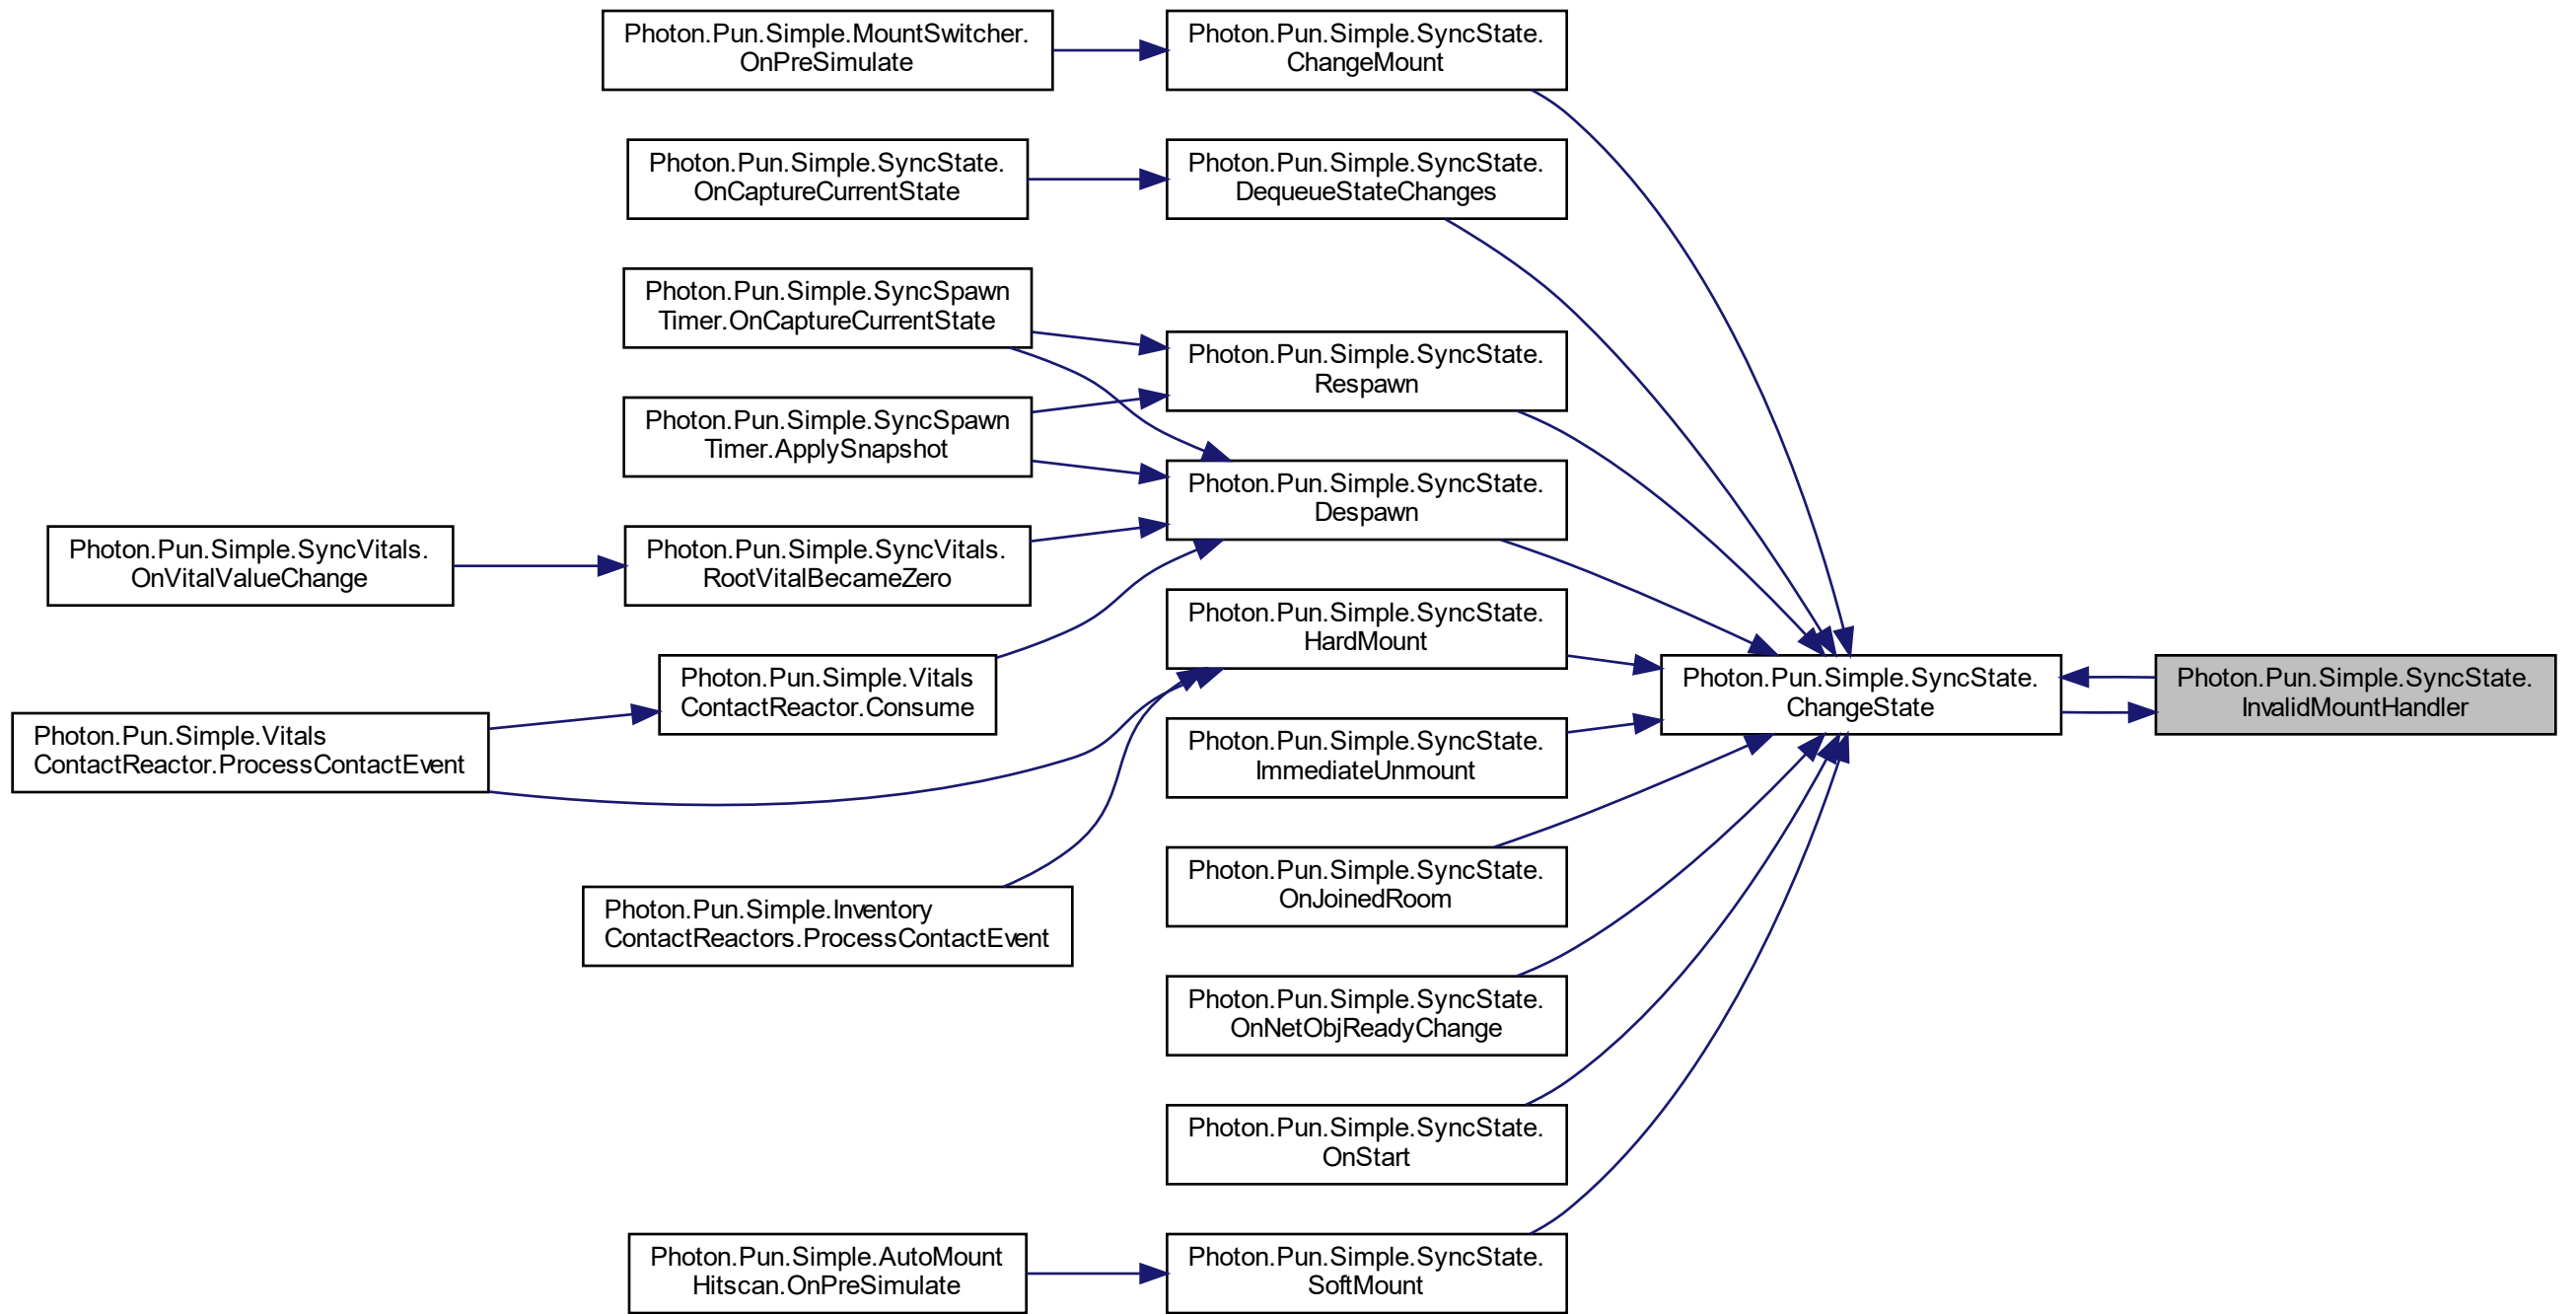 Photon.Pun.Simple.MountSwitcher.
OnPreSimulate
Photon.Pun.Simple.SyncState.
ChangeMount
Photon.Pun.Simple.SyncState.
OnCaptureCurrentState
Photon.Pun.Simple.SyncState.
DequeueStateChanges
Photon.Pun.Simple.SyncSpawn
Timer.OnCaptureCurrentState
Photon.Pun.Simple.SyncState.
Respawn
Photon.Pun.Simple.SyncSpawn
Timer.ApplySnapshot
Photon.Pun.Simple.SyncState.
Despawn
Photon.Pun.Simple.SyncVitals.
OnVitalValueChange
Photon.Pun.Simple.SyncVitals.
RootVitalBecameZero
Photon.Pun.Simple.SyncState.
HardMount
Photon.Pun.Simple.Vitals
ContactReactor.Consume
Photon.Pun.Simple.SyncState.
ChangeState
Photon.Pun.Simple.SyncState.
InvalidMountHandler
Photon.Pun.Simple.Vitals
ContactReactor.ProcessContactEvent
Photon.Pun.Simple.SyncState.
ImmediateUnmount
Photon.Pun.Simple.SyncState.
OnJoinedRoom
Photon.Pun.Simple.Inventory
ContactReactors.ProcessContactEvent
Photon.Pun.Simple.SyncState.
OnNetObjReadyChange
Photon.Pun.Simple.SyncState.
OnStart
Photon.Pun.Simple.AutoMount
Hitscan.OnPreSimulate
Photon.Pun.Simple.SyncState.
SoftMount